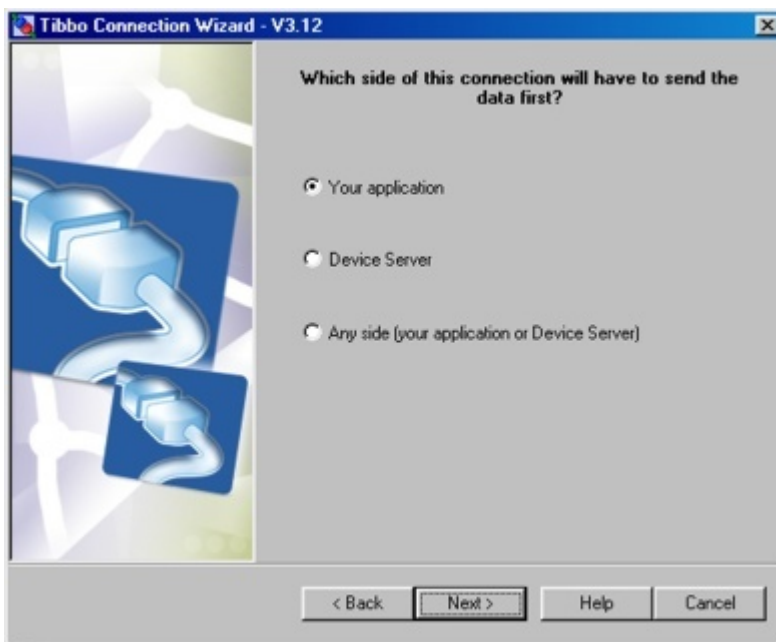 Tibbo Connection Wizard - V3.12
Which side of this connection will have to send the
data first?
Your application
Device Server
Any side (your application or Device Server)
< Back
Next >
Help
Cancel